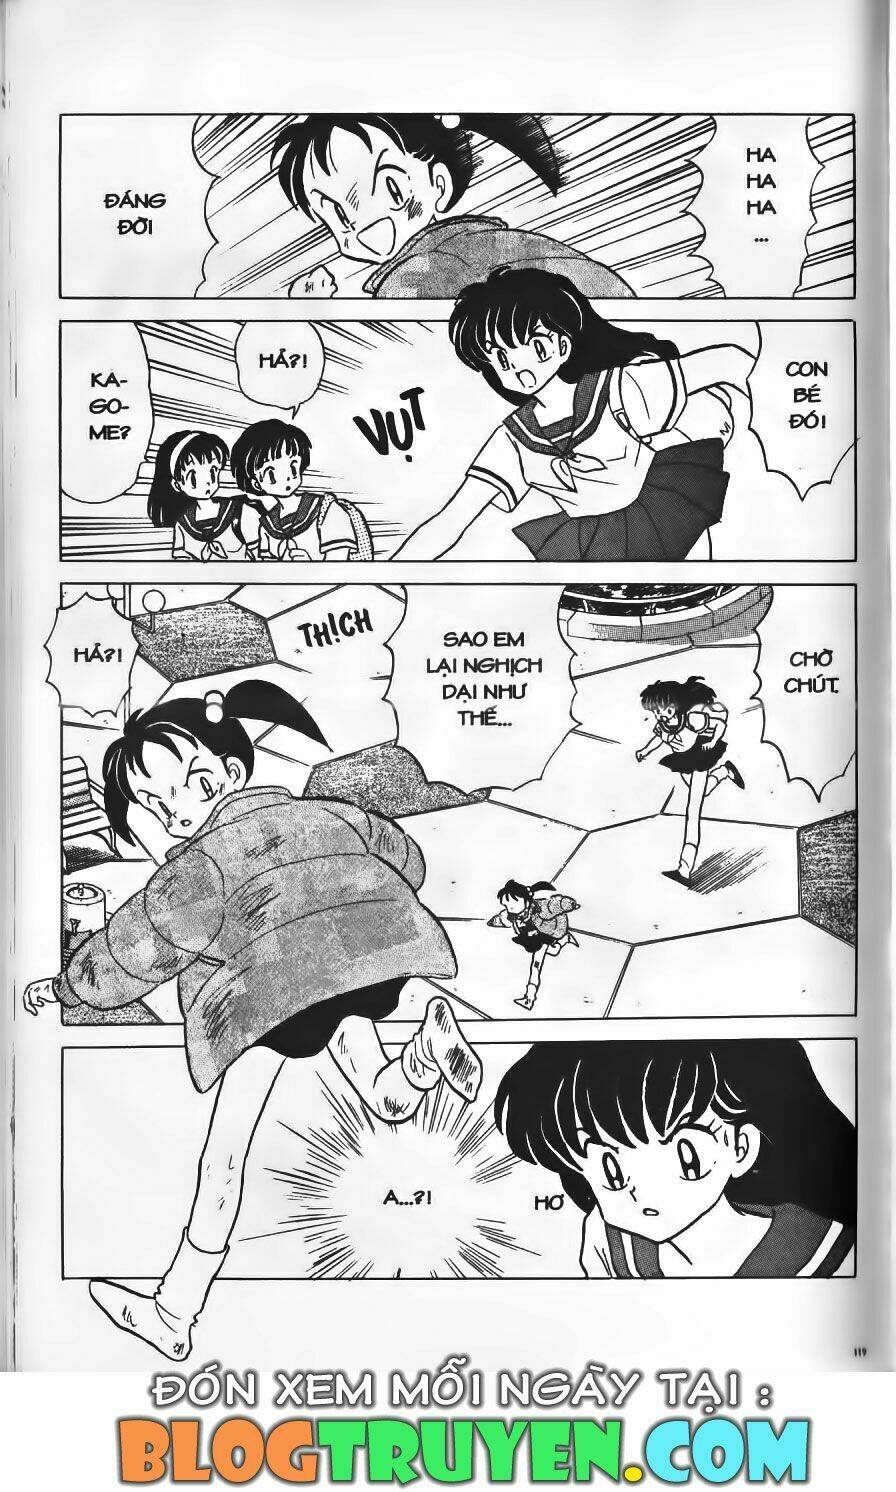 HA
HA
HA
...
ĐÁNG
ĐỜI
CON
BÉ
ĐÓ!
VỤT
HẢ?!
KA-
GO-
ME?
CHỜ
CHÚT.
SAO EM
LẠI NGHỊCH
DẠI NHƯ
THẾ...
THỊCH
HẢ?!
HƠ
A...?!
119
ĐÓN XEM MỖI NGÀY TẠI :
BLOGTRUYEN.COM